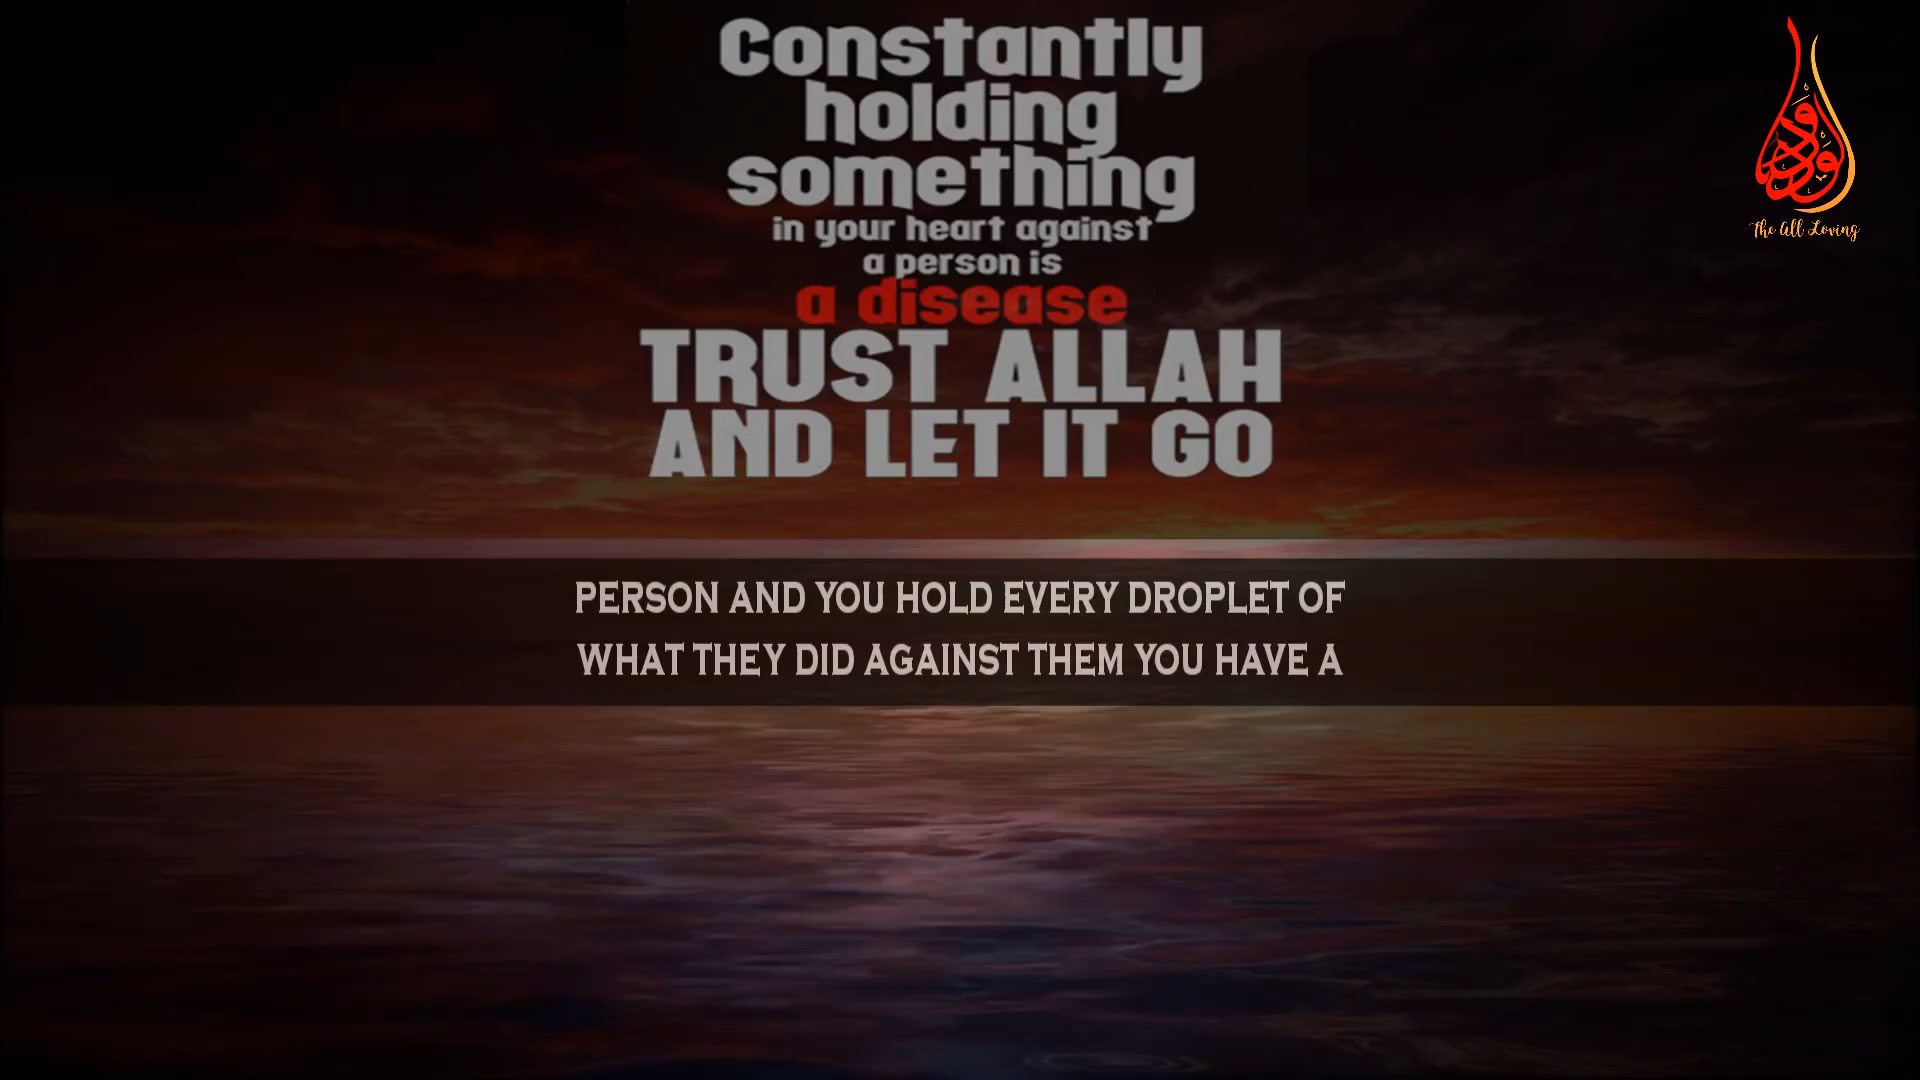 Constantly
holding
something
in your heart against
a person is
a disease
TRUST ALLAH
AND LET IT GO
PERSON AND YOU HOLD EVERY DROPLET OF
WHAT THEY DID AGAINST THEM YOU HAVE A
The All Loving